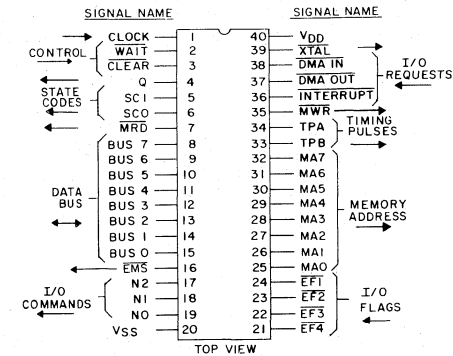 SIGNAL NAME
SIGNAL NAME
CLOCK 1
WAIT 2
CLEAR 3
CONTROL
Q 4
SC1 5
SC0 6
STATE
CODES
MRD 7
BUS 7 8
BUS 6 9
BUS 5 10
BUS 4 11
BUS 3 12
BUS 2 13
BUS 1 14
BUS 0 15
DATA
BUS
EMS 16
N2 17
N1 18
N0 19
I/O
COMMANDS
VSS 20
40 VDD
39 XTAL
38 DMA IN
37 DMA OUT
36 INTERRUPT
I/O
REQUESTS
35 MWR
34 TPA
33 TPB
TIMING
PULSES
32 MA7
31 MA6
30 MA5
29 MA4
28 MA3
27 MA2
26 MA1
25 MA0
MEMORY
ADDRESS
24 EF1
23 EF2
22 EF3
21 EF4
I/O
FLAGS
TOP VIEW